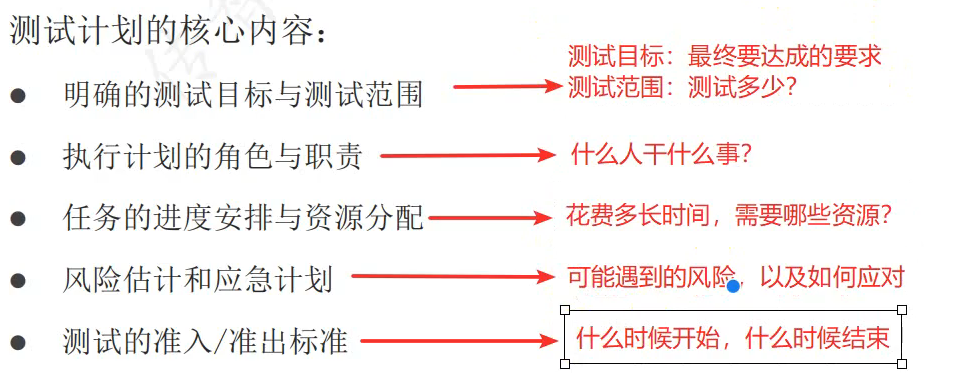 测试计划的核心内容：
测试目标：最终要达成的要求
明确的测试目标与测试范围
测试范围：测试多少？
执行计划的角色与职责
什么人干什么事？
任务的进度安排与资源分配
花费多长时间，需要哪些资源？
风险估计和应急计划
可能遇到的风险，以及如何应对
测试的准入/准出标准
什么时候开始，什么时候结束